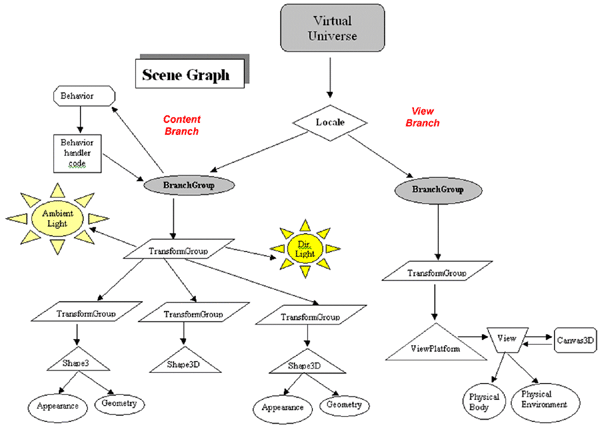 Virtual
Universe
Scene Graph
Behavior
Content
Branch
View
Branch
Locale
Behavior
handler
code
BranchGroup
BranchGroup
Ambient
Light
Dir.
Light
TransformGroup
TransformGroup
TransformGroup
TransformGroup
TransformGroup
ViewPlatform
View
Canvas3D
Shape3
Shape3D
Shape3D
Physical
Body
Physical
Environment
Appearance
Geometry
Appearance
Geometry